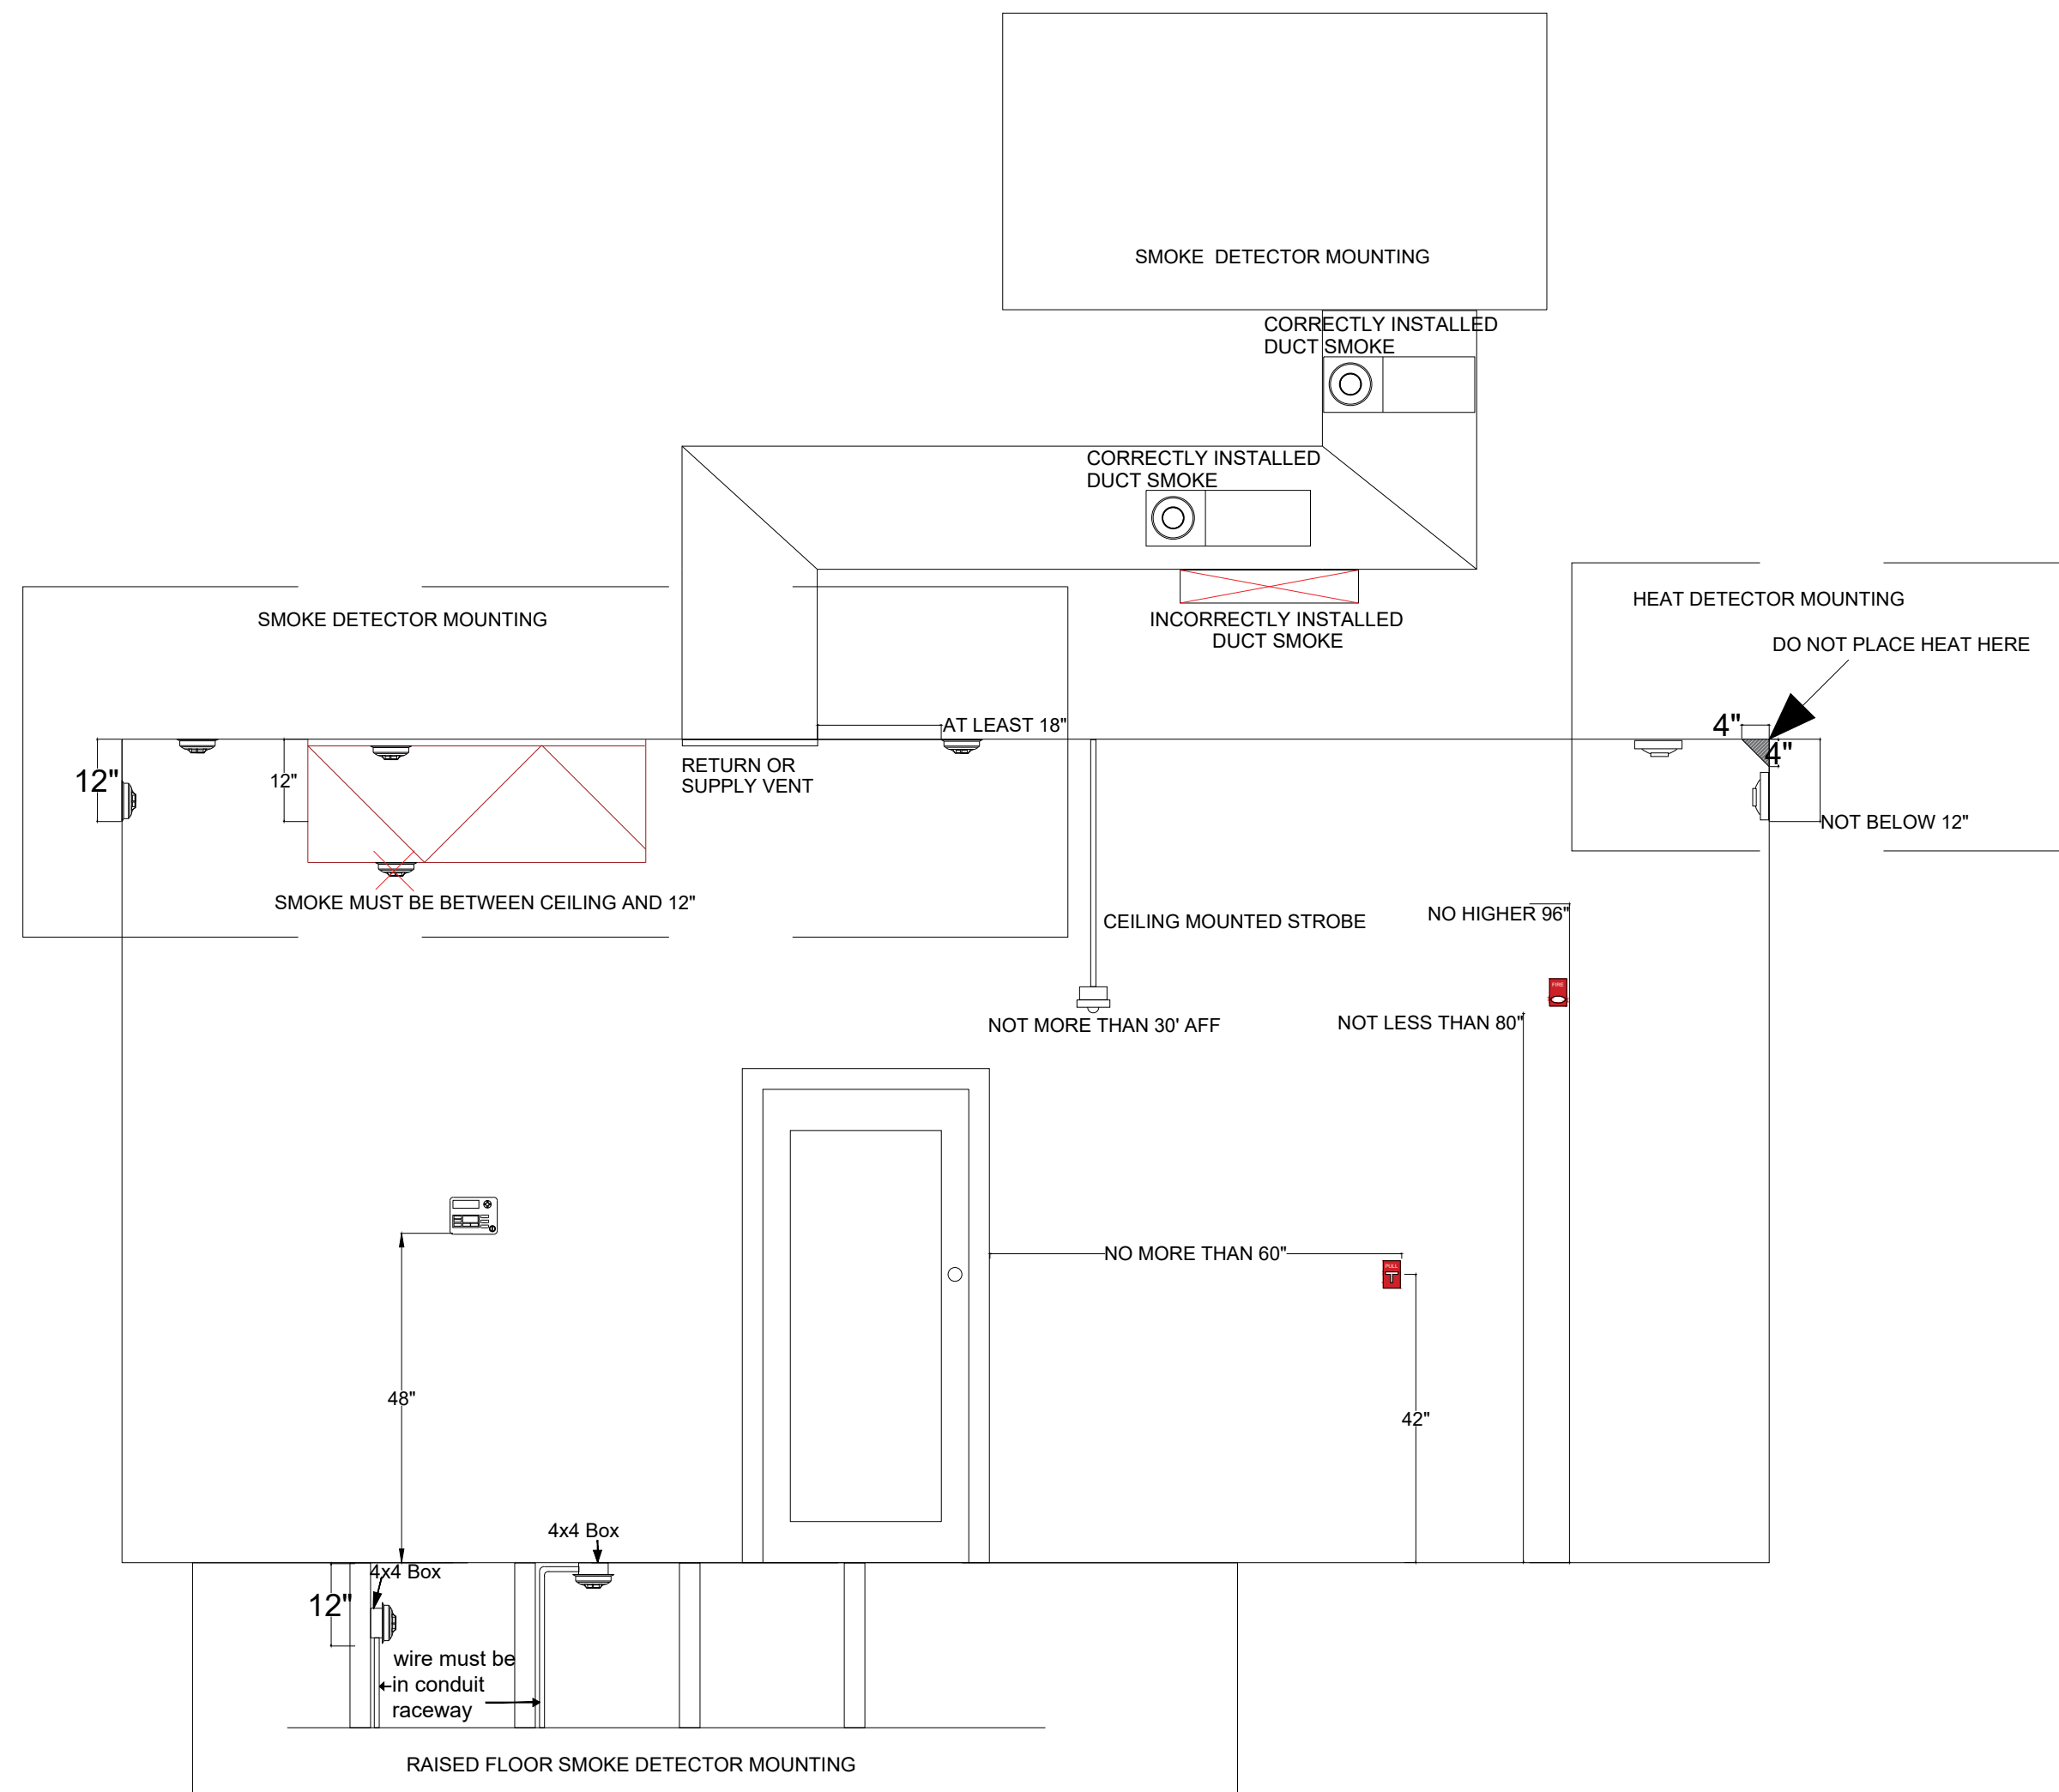 SMOKE  DETECTOR MOUNTING
CORRECTLY INSTALLED
DUCT SMOKE
CORRECTLY INSTALLED
DUCT SMOKE
INCORRECTLY INSTALLED
DUCT SMOKE
SMOKE DETECTOR MOUNTING
HEAT DETECTOR MOUNTING
DO NOT PLACE HEAT HERE
AT LEAST 18"
4"
4"
12"
12"
RETURN OR
SUPPLY VENT
NOT BELOW 12"
SMOKE MUST BE BETWEEN CEILING AND 12"
CEILING MOUNTED STROBE
NO HIGHER 96"
FIRE
NOT MORE THAN 30' AFF
NOT LESS THAN 80"
NO MORE THAN 60"
PULL
48"
42"
4x4 Box
4x4 Box
12"
wire must be
in conduit
raceway
RAISED FLOOR SMOKE DETECTOR MOUNTING